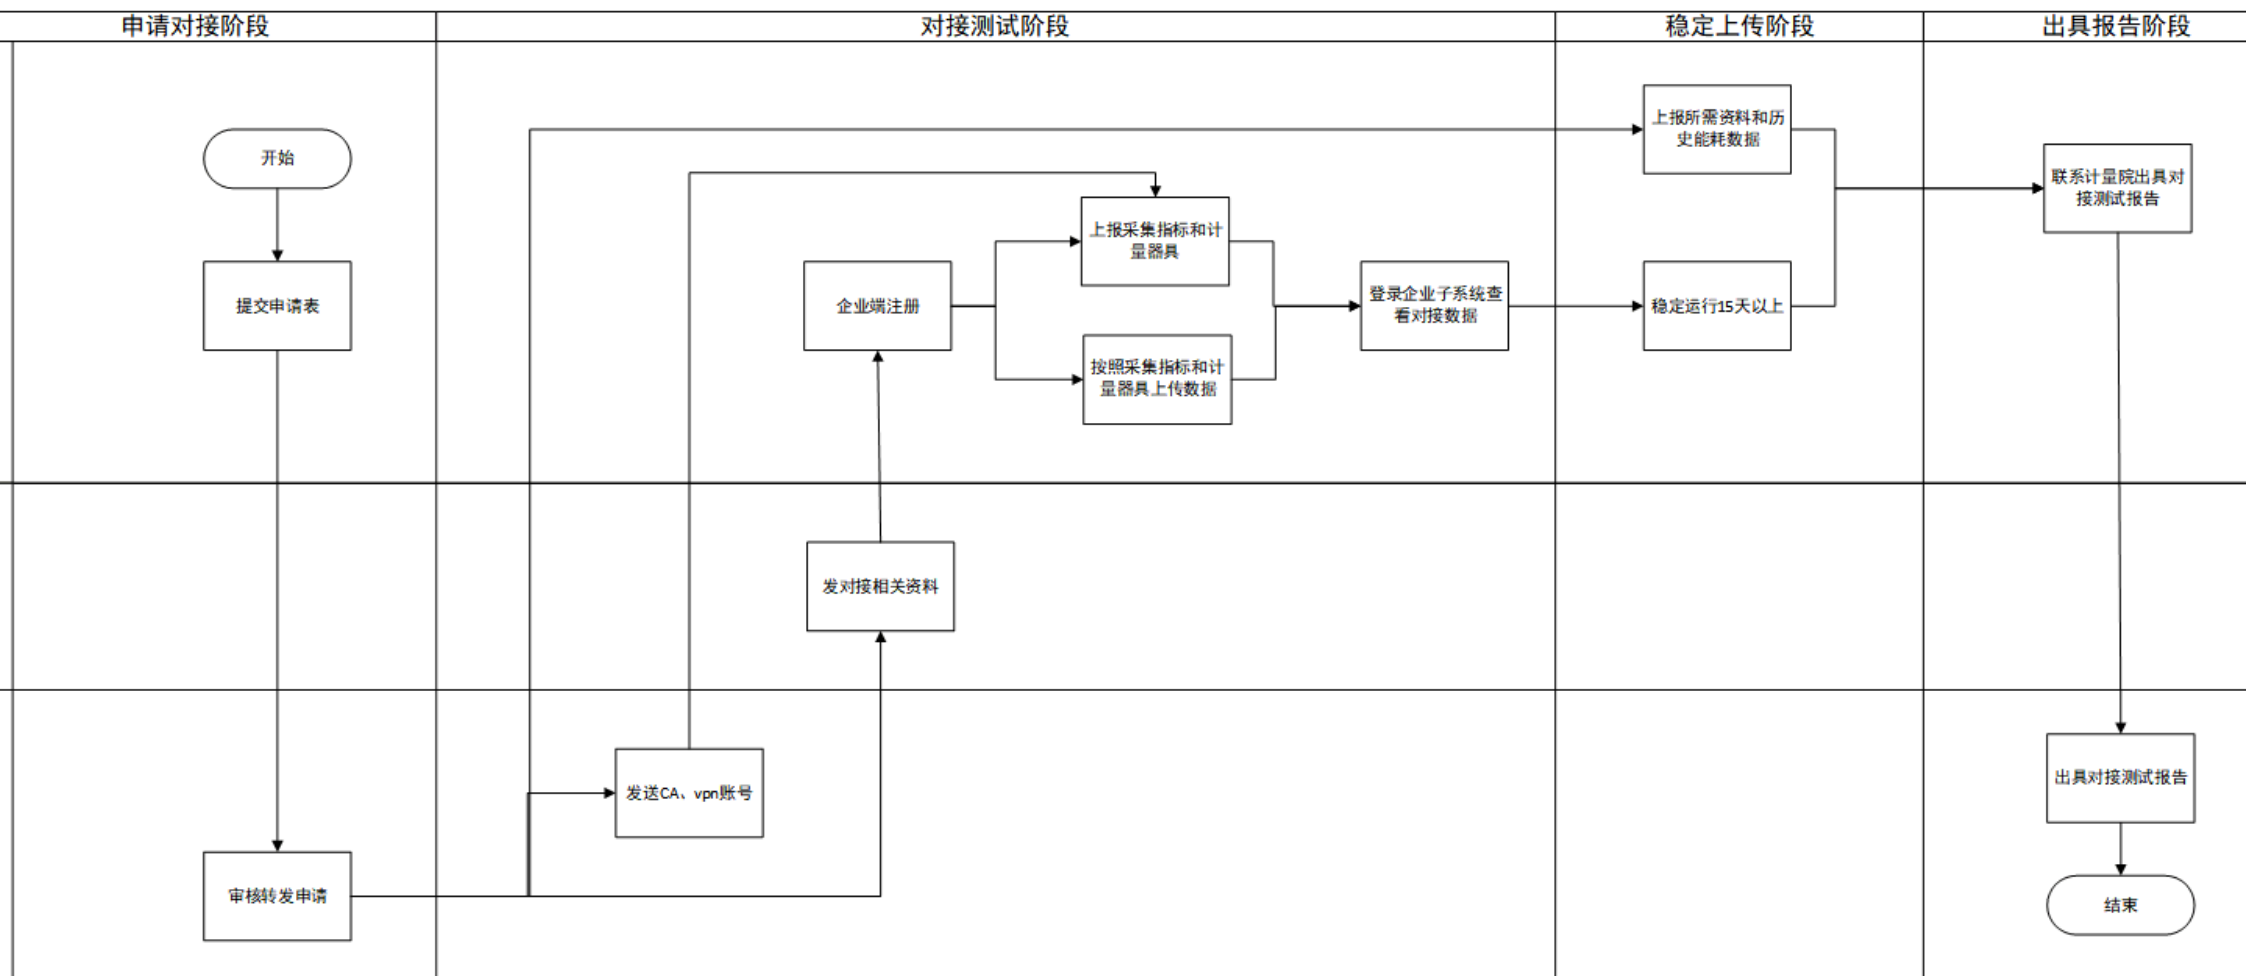 申请对接阶段
对接测试阶段
稳定上传阶段
出具报告阶段
开始
提交申请表
审核转发申请
发送CA、vpn账号
发对接相关资料
企业端注册
上报采集指标和计
量器具
按照采集指标和计
量器具上传数据
登录企业子系统查
看对接数据
上报所需资料和历
史能耗数据
稳定运行15天以上
联系计量院出具对
接测试报告
出具对接测试报告
结束